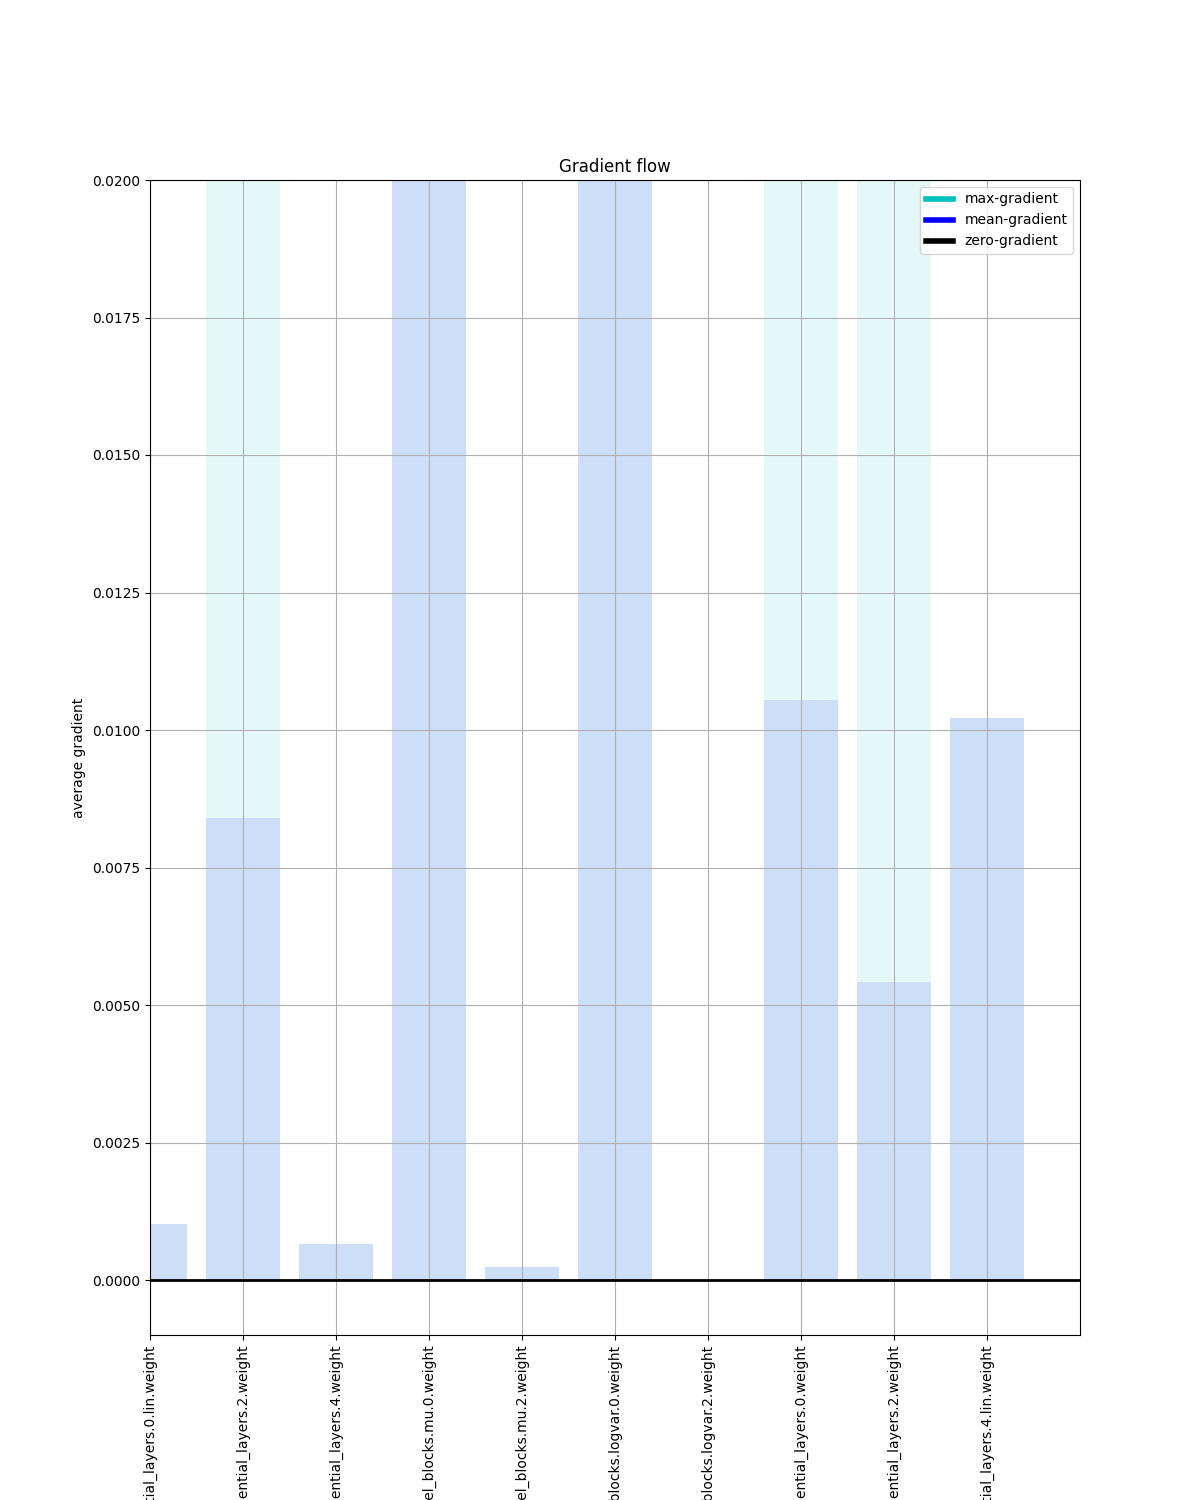 Gradient flow
max-gradient
mean-gradient
zero-gradient
0.0200
0.0175
0.0150
0.0125
0.0100
0.0075
0.0050
0.0025
0.0000
average gradient
tial_layers.0.lin.weight
ential_layers.2.weight
ential_layers.4.weight
el_blocks.mu.0.weight
el_blocks.mu.2.weight
blocks.logvar.0.weight
blocks.logvar.2.weight
ential_layers.0.weight
ential_layers.2.weight
tial_layers.4.lin.weight